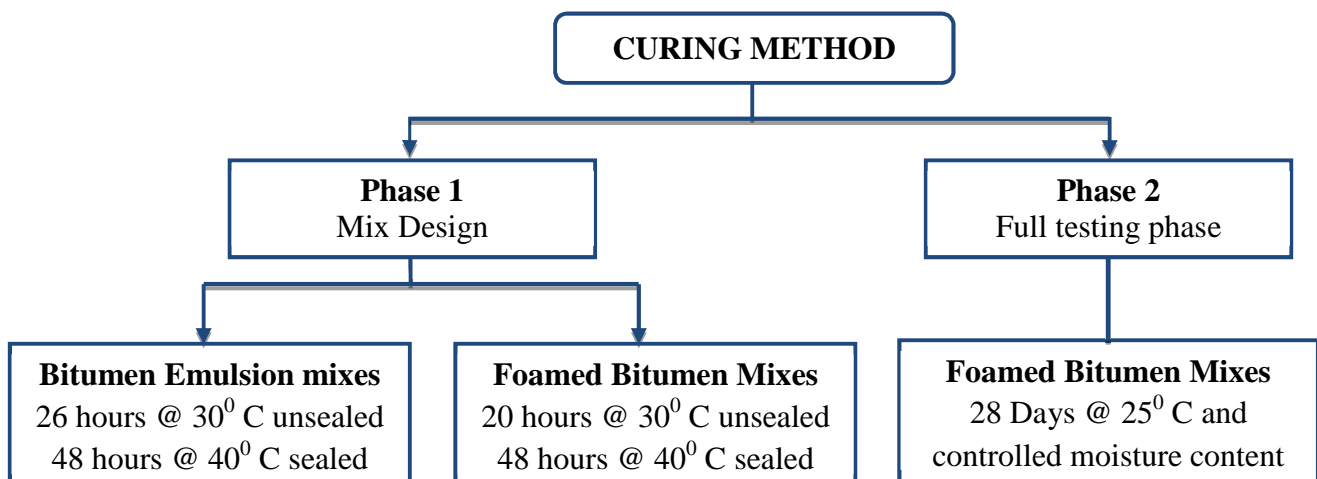 CURING METHOD
Phase 1
Mix Design
Phase 2
Full testing phase
Bitumen Emulsion mixes
26 hours @ 30⁰ C unsealed
48 hours @ 40⁰ C sealed
Foamed Bitumen Mixes
20 hours @ 30⁰ C unsealed
48 hours @ 40⁰ C sealed
Foamed Bitumen Mixes
28 Days @ 25⁰ C and
controlled moisture content